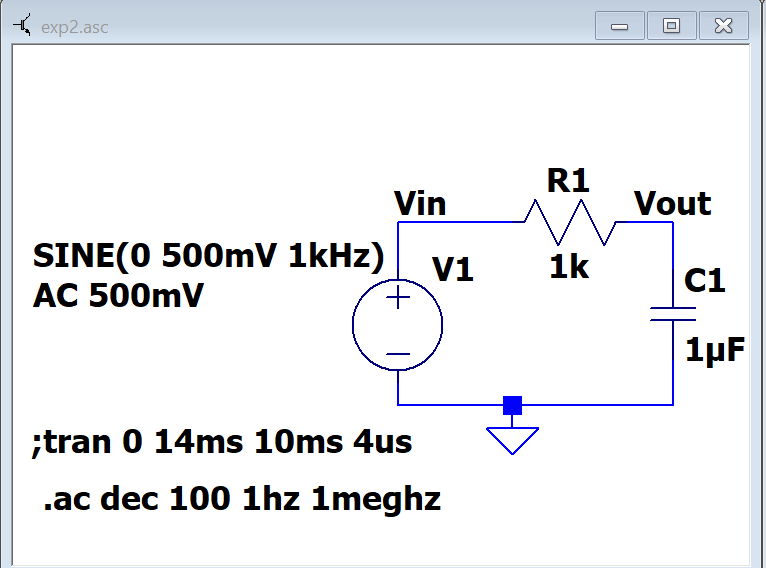 exp2.asc
R1
Vin
Vout
SINE(0 500mV 1kHz)
V1
1k
C1
AC 500mV
1µF
;tran 0 14ms 10ms 4us
.ac dec 100 1hz 1meghz